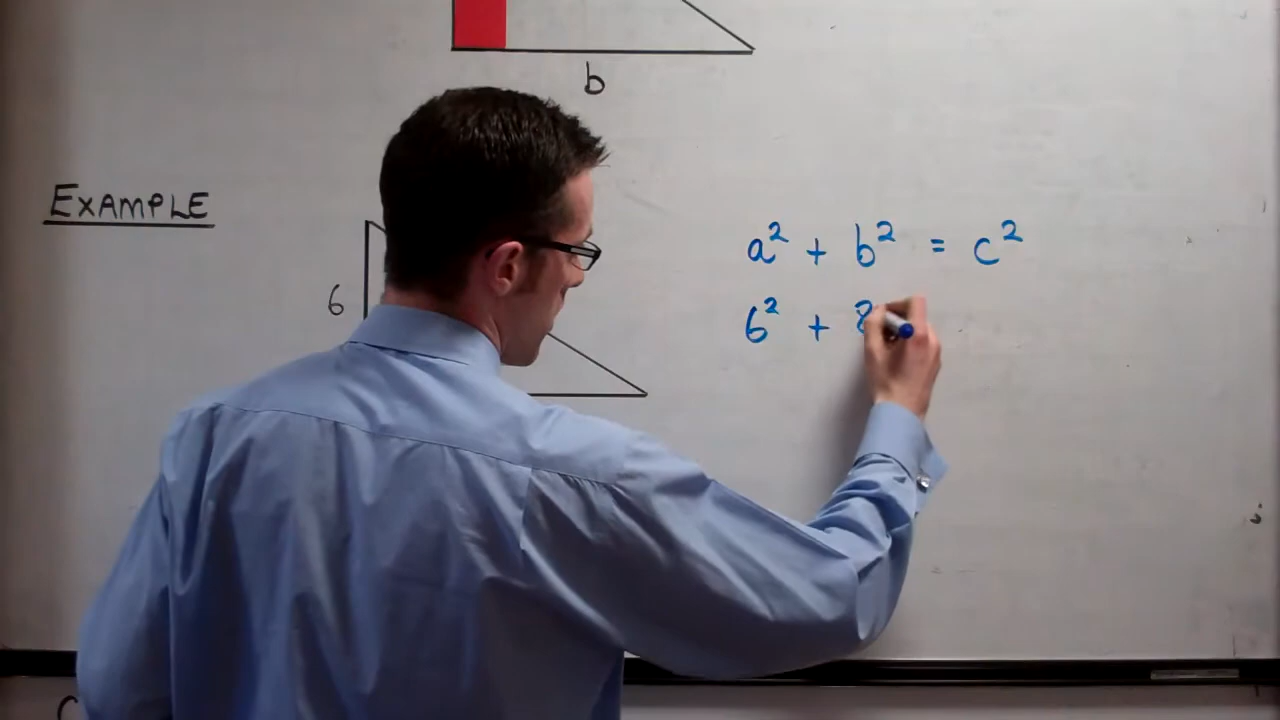 b
EXAMPLE
a² + b² = c²
6
6² + 8